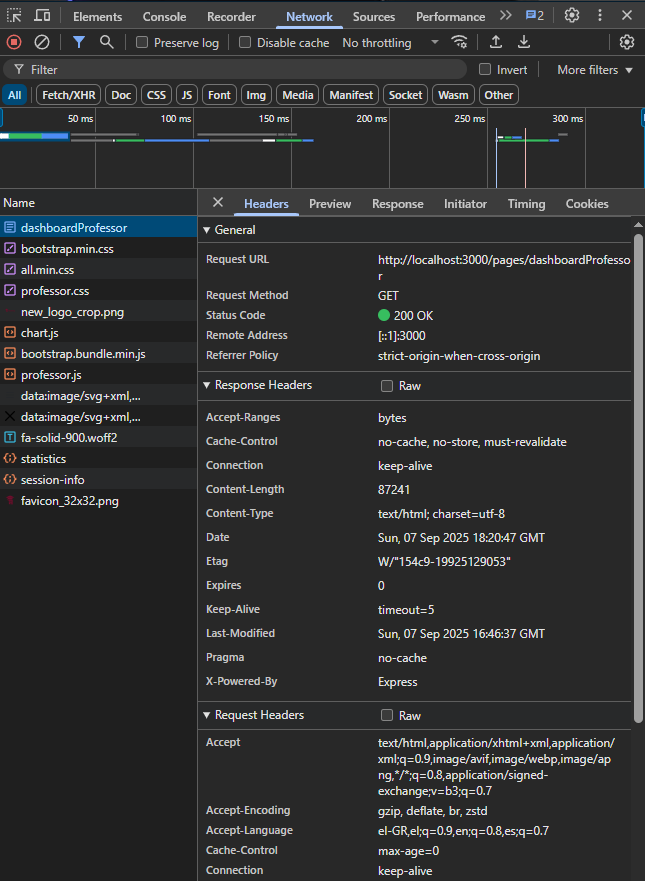 Elements Console Recorder Network Sources Performance 2
Preserve log Disable cache No throttling
Filter Invert More filters
All Fetch/XHR Doc CSS JS Font Img Media Manifest Socket Wasm Other
50 ms 100 ms 150 ms 200 ms 250 ms 300 ms
Name
dashboardProfessor
bootstrap.min.css
all.min.css
professor.css
new_logo_crop.png
chart.js
bootstrap.bundle.min.js
professor.js
data:image/svg+xml,...
data:image/svg+xml,...
fa-solid-900.woff2
statistics
session-info
favicon_32x32.png
Headers Preview Response Initiator Timing Cookies
General
Request URL http://localhost:3000/pages/dashboardProfesso
r
Request Method GET
Status Code 200 OK
Remote Address [::1]:3000
Referrer Policy strict-origin-when-cross-origin
Response Headers Raw
Accept-Ranges bytes
Cache-Control no-cache, no-store, must-revalidate
Connection keep-alive
Content-Length 87241
Content-Type text/html; charset=utf-8
Date Sun, 07 Sep 2025 18:20:47 GMT
Etag W/"154c9-19925129053"
Expires 0
Keep-Alive timeout=5
Last-Modified Sun, 07 Sep 2025 16:46:37 GMT
Pragma no-cache
X-Powered-By Express
Request Headers Raw
Accept text/html,application/xhtml+xml,application/
xml;q=0.9,image/avif,image/webp,image/ap
ng,*/*;q=0.8,application/signed-
exchange;v=b3;q=0.7
Accept-Encoding gzip, deflate, br, zstd
Accept-Language el-GR,el;q=0.9,en;q=0.8,es;q=0.7
Cache-Control max-age=0
Connection keep-alive